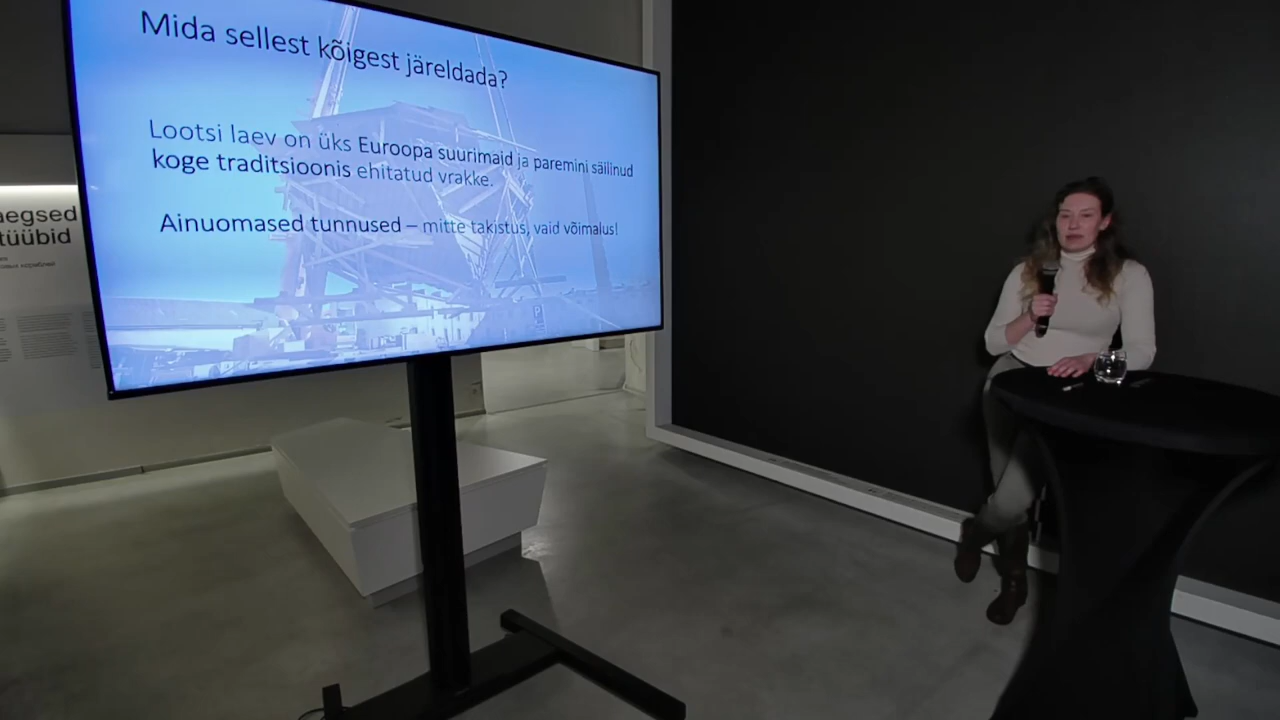 Mida sellest kõigest järeldada?
Lootsi laev on üks Euroopa suurimaid ja paremini säilinud
koge traditsioonis ehitatud vrakke.
Ainuomased tunnused – mitte takistus, vaid võimalus!
aegsed
tüübid
P